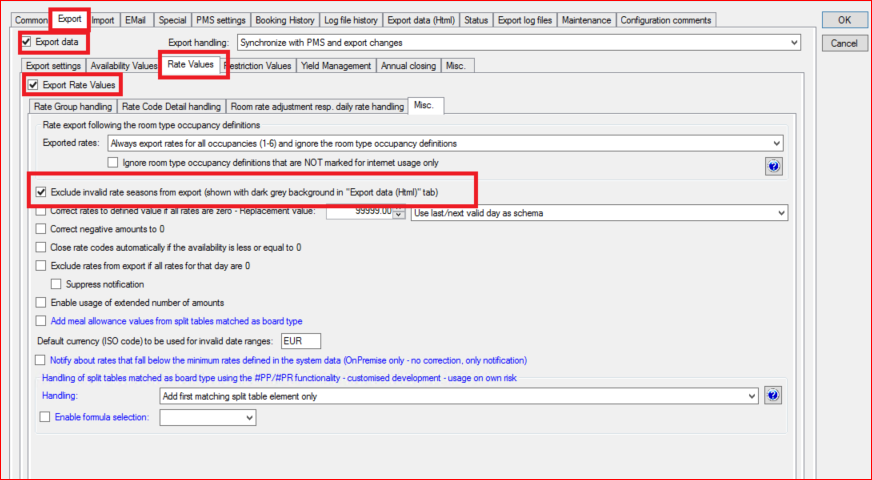 Common Export Import EMail Special PMS settings Booking History Log file history Export data (Html) Status Export log files Maintenance Configuration comments OK
Export data Export handling: Synchronize with PMS and export changes Cancel
Export settings Availability Values Rate Values Restriction Values Yield Management Annual closing Misc.
Export Rate Values
Rate Group handling Rate Code Detail handling Room rate adjustment resp. daily rate handling Misc.
Rate export following the room type occupancy definitions
Exported rates: Always export rates for all occupancies (1-6) and ignore the room type occupancy definitions
Ignore room type occupancy definitions that are NOT marked for internet usage only
Exclude invalid rate seasons from export (shown with dark grey background in "Export data (Html)" tab)
Correct rates to defined value if all rates are zero - Replacement value: 99999.00 Use last/next valid day as schema
Correct negative amounts to 0
Close rate codes automatically if the availability is less or equal to 0
Exclude rates from export if all rates for that day are 0
Suppress notification
Enable usage of extended number of amounts
Add meal allowance values from split tables matched as board type
Default currency (ISO code) to be used for invalid date ranges: EUR
Notify about rates that fall below the minimum rates defined in the system data (OnPremise only - no correction, only notification)
Handling of split tables matched as board type using the #PP/#PR functionality - customised development - usage on own risk
Handling: Add first matching split table element only
Enable formula selection: